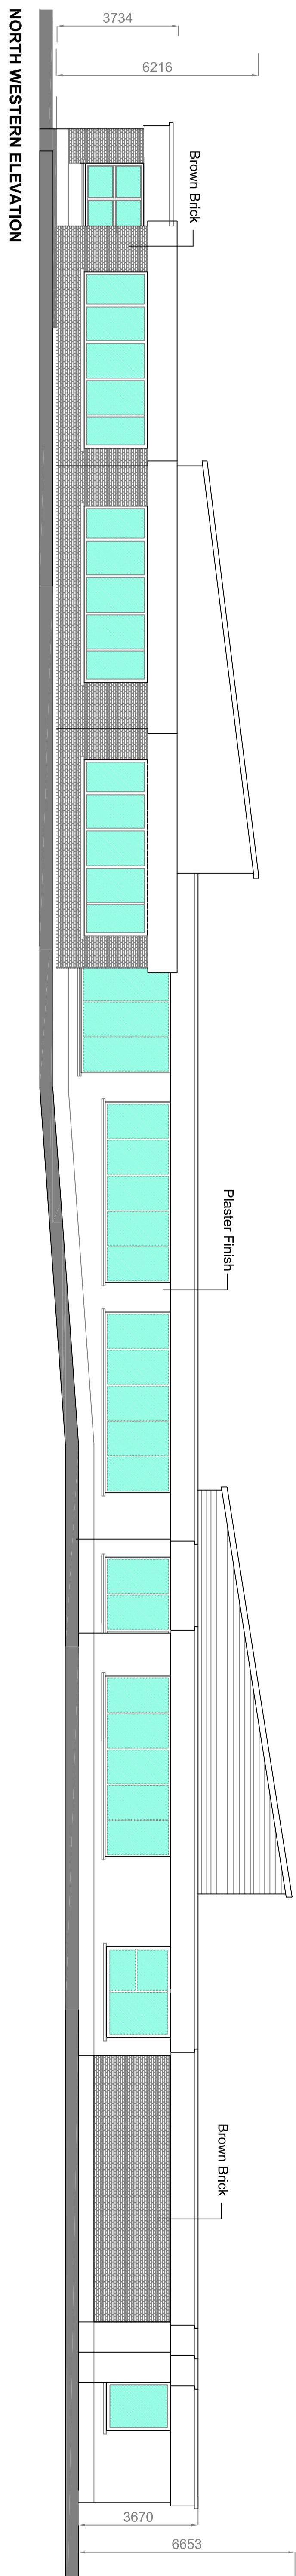 3734
6216
NORTH WESTERN ELEVATION
Brown Brick
Plaster Finish
Brown Brick
3670
6653